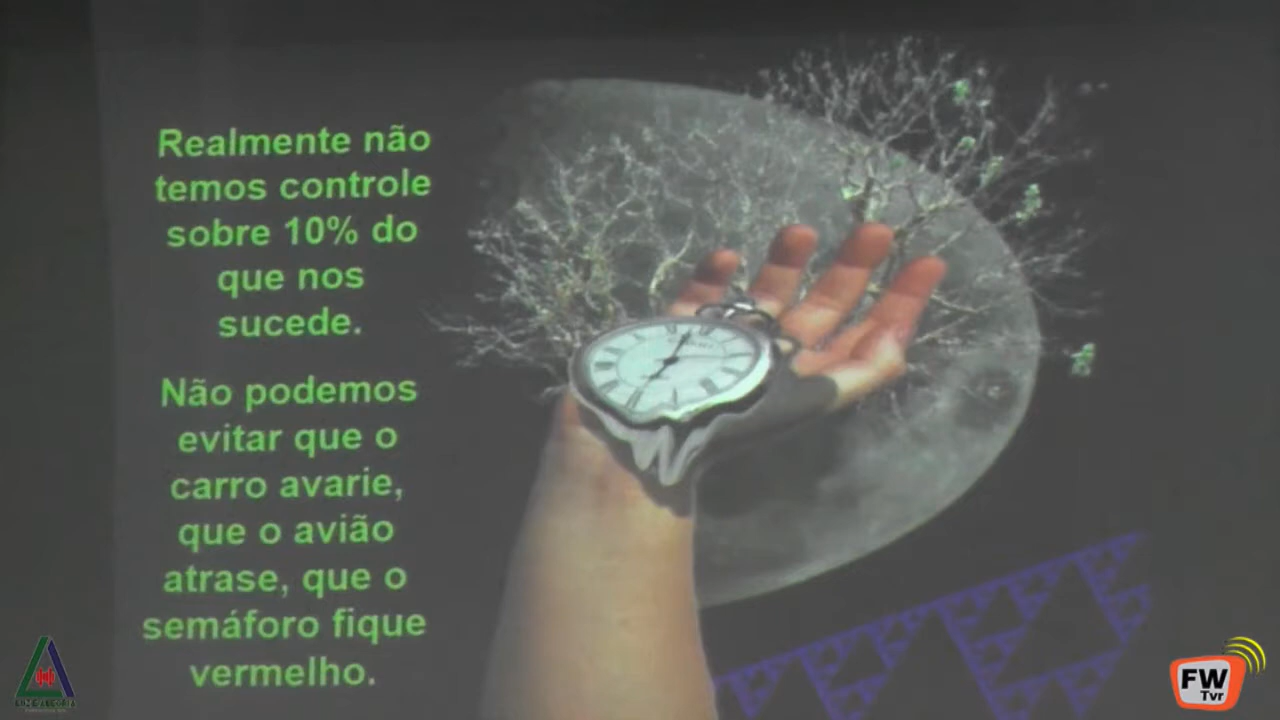 Realmente não
temos controle
sobre 10% do
que nos
sucede.
Não podemos
evitar que o
carro avarie,
que o avião
atrase, que o
semáforo fique
vermelho.
FW
Tvr